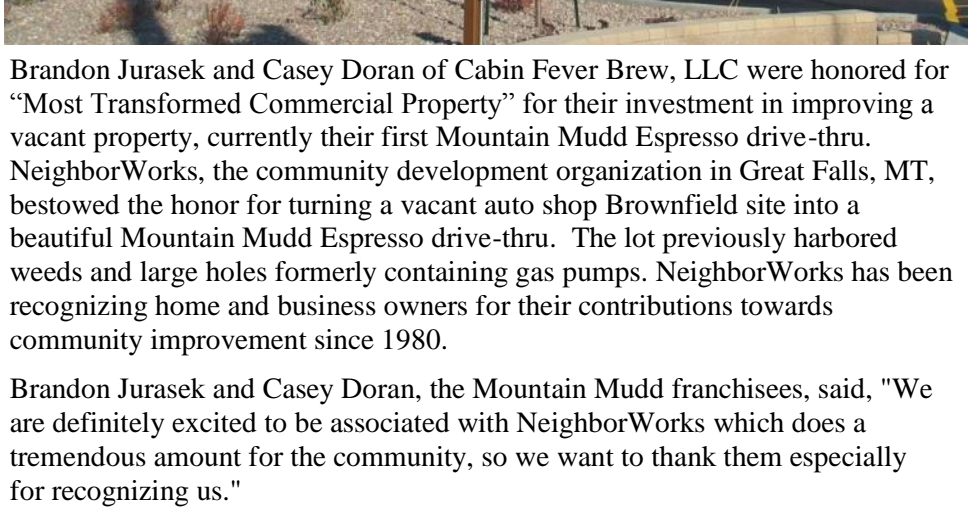 Brandon Jurasek and Casey Doran of Cabin Fever Brew, LLC were honored for
“Most Transformed Commercial Property” for their investment in improving a
vacant property, currently their first Mountain Mudd Espresso drive-thru.
NeighborWorks, the community development organization in Great Falls, MT,
bestowed the honor for turning a vacant auto shop Brownfield site into a
beautiful Mountain Mudd Espresso drive-thru.  The lot previously harbored
weeds and large holes formerly containing gas pumps. NeighborWorks has been
recognizing home and business owners for their contributions towards
community improvement since 1980.
Brandon Jurasek and Casey Doran, the Mountain Mudd franchisees, said, "We
are definitely excited to be associated with NeighborWorks which does a
tremendous amount for the community, so we want to thank them especially
for recognizing us."